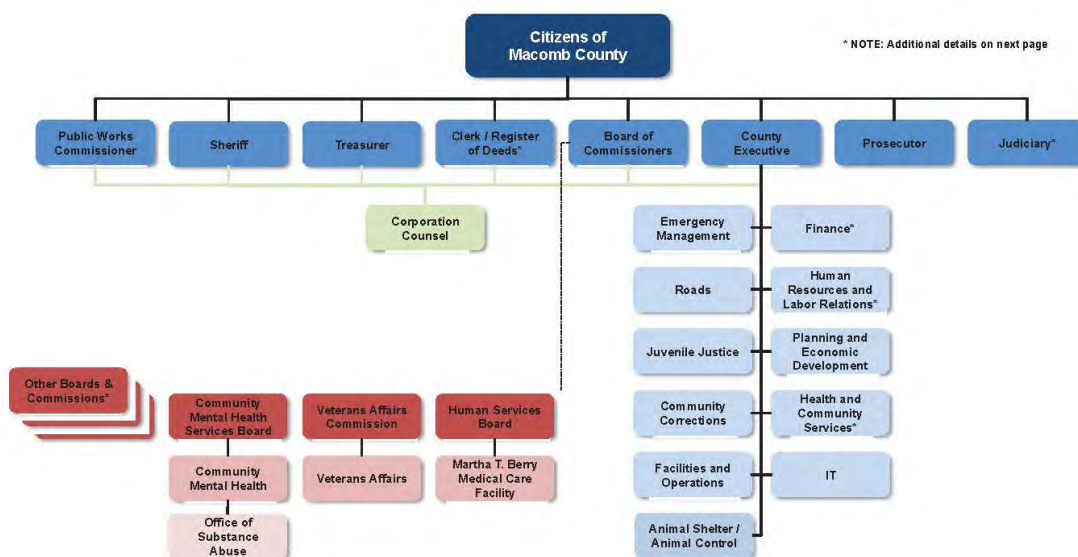 Citizens of
Macomb County
* NOTE: Additional details on next page
Public Works
Commissioner
Sheriff
Treasurer
Clerk / Register
of Deeds*
Board of
Commissioners
County
Executive
Prosecutor
Judiciary*
Corporation
Counsel
Emergency
Management
Finance*
Roads
Human
Resources and
Labor Relations*
Juvenile Justice
Planning and
Economic
Development
Other Boards &
Commissions*
Community
Mental Health
Services Board
Veterans Affairs
Commission
Human Services
Board
Community
Corrections
Health and
Community
Services*
Community
Mental Health
Veterans Affairs
Martha T. Berry
Medical Care
Facility
Facilities and
Operations
IT
Office of
Substance
Abuse
Animal Shelter /
Animal Control